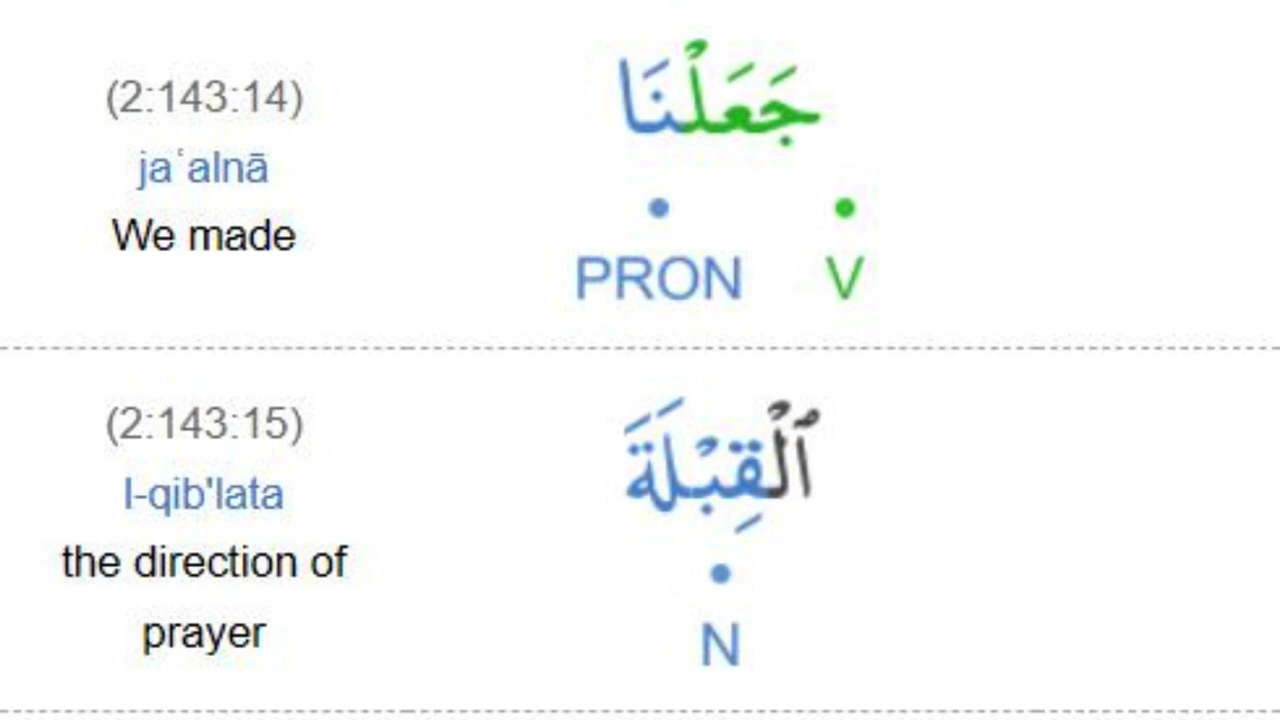 (2:143:14)
jaʿalnā
We made
جَعَلْنَا
PRON V
(2:143:15)
l-qib'lata
the direction of
prayer
ٱلْقِبْلَةَ
N